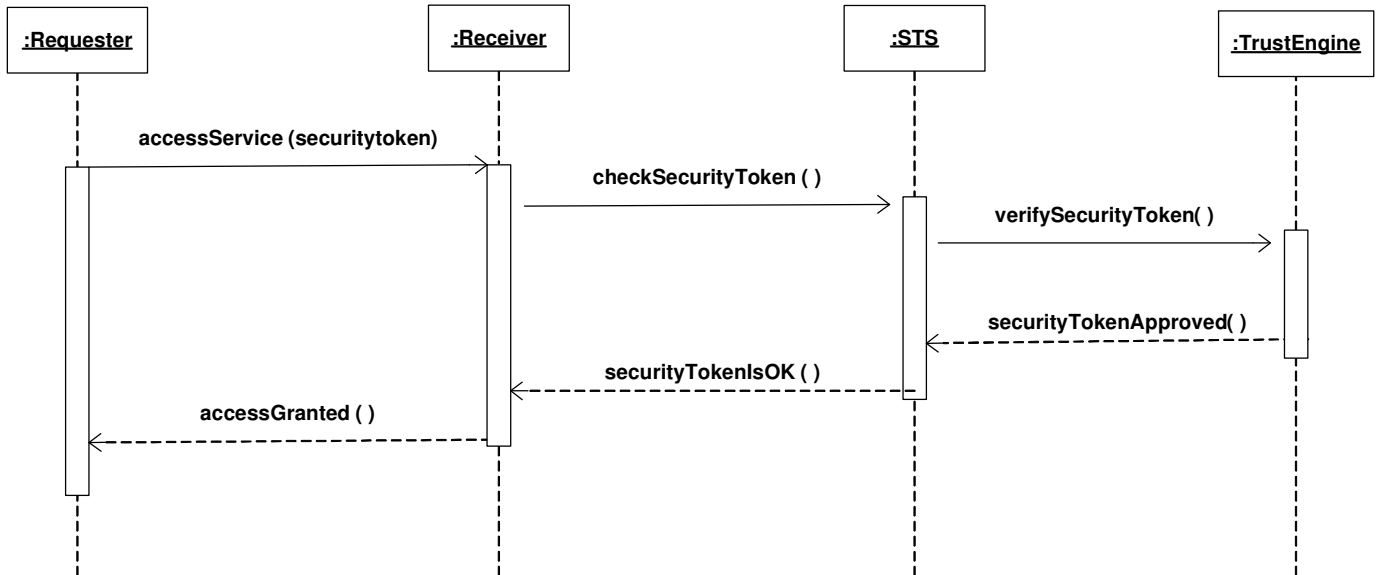 :Requester
:Receiver
:STS
:TrustEngine
accessService (securitytoken)
checkSecurityToken ( )
verifySecurityToken( )
securityTokenApproved( )
securityTokenIsOK ( )
accessGranted ( )